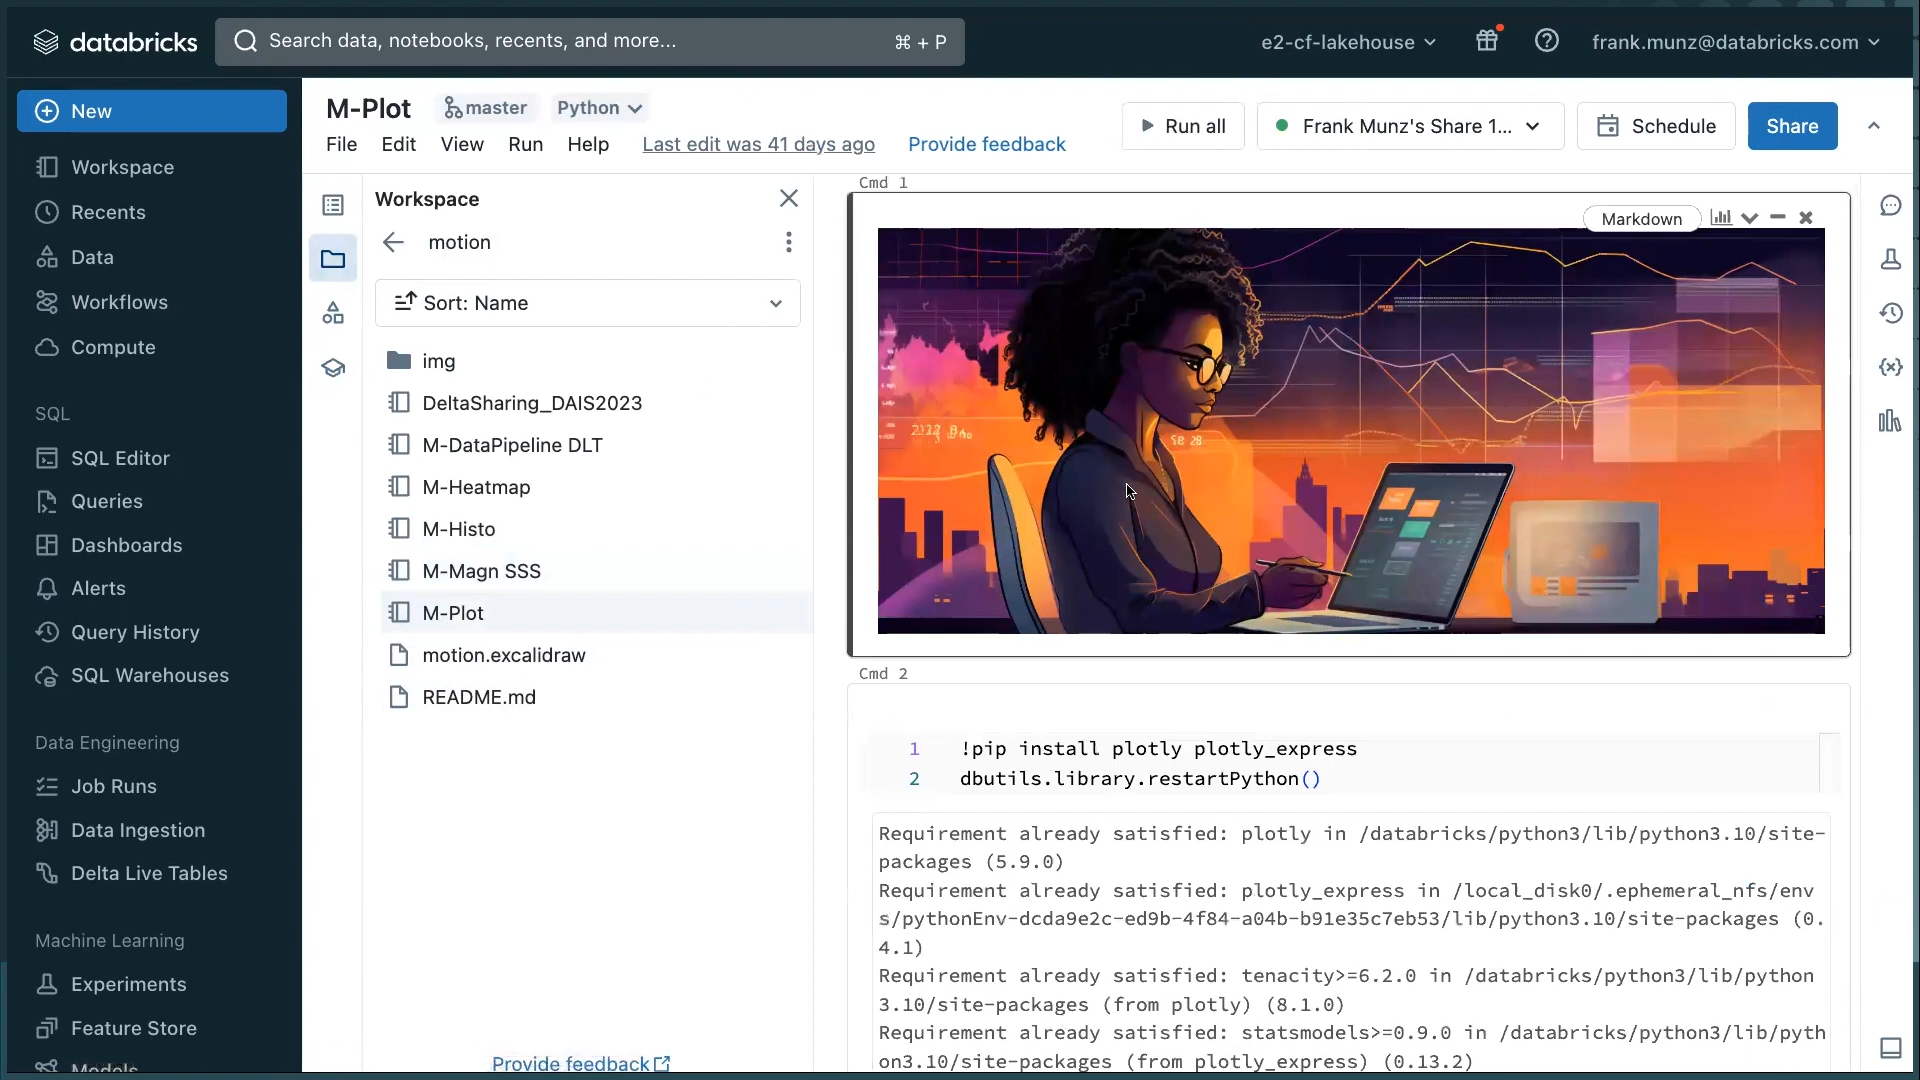 databricks
Search data, notebooks, recents, and more...
⌘ + P
e2-cf-lakehouse
frank.munz@databricks.com
New
Workspace
Recents
Data
Workflows
Compute
SQL
SQL Editor
Queries
Dashboards
Alerts
Query History
SQL Warehouses
Data Engineering
Job Runs
Data Ingestion
Delta Live Tables
Machine Learning
Experiments
Feature Store
Models
M-Plot
master
Python
File Edit View Run Help Last edit was 41 days ago Provide feedback
Run all
Frank Munz's Share 1...
Schedule
Share
Workspace
motion
Sort: Name
img
DeltaSharing_DAIS2023
M-DataPipeline DLT
M-Heatmap
M-Histo
M-Magn SSS
M-Plot
motion.excalidraw
README.md
Provide feedback
Cmd 1
Markdown
Cmd 2
1 !pip install plotly plotly_express
2 dbutils.library.restartPython()
Requirement already satisfied: plotly in /databricks/python3/lib/python3.10/site-
packages (5.9.0)
Requirement already satisfied: plotly_express in /local_disk0/.ephemeral_nfs/env
s/pythonEnv-dcda9e2c-ed9b-4f84-a04b-b91e35c7eb53/lib/python3.10/site-packages (0.
4.1)
Requirement already satisfied: tenacity>=6.2.0 in /databricks/python3/lib/python
3.10/site-packages (from plotly) (8.1.0)
Requirement already satisfied: statsmodels>=0.9.0 in /databricks/python3/lib/pyth
on3.10/site-packages (from plotly_express) (0.13.2)